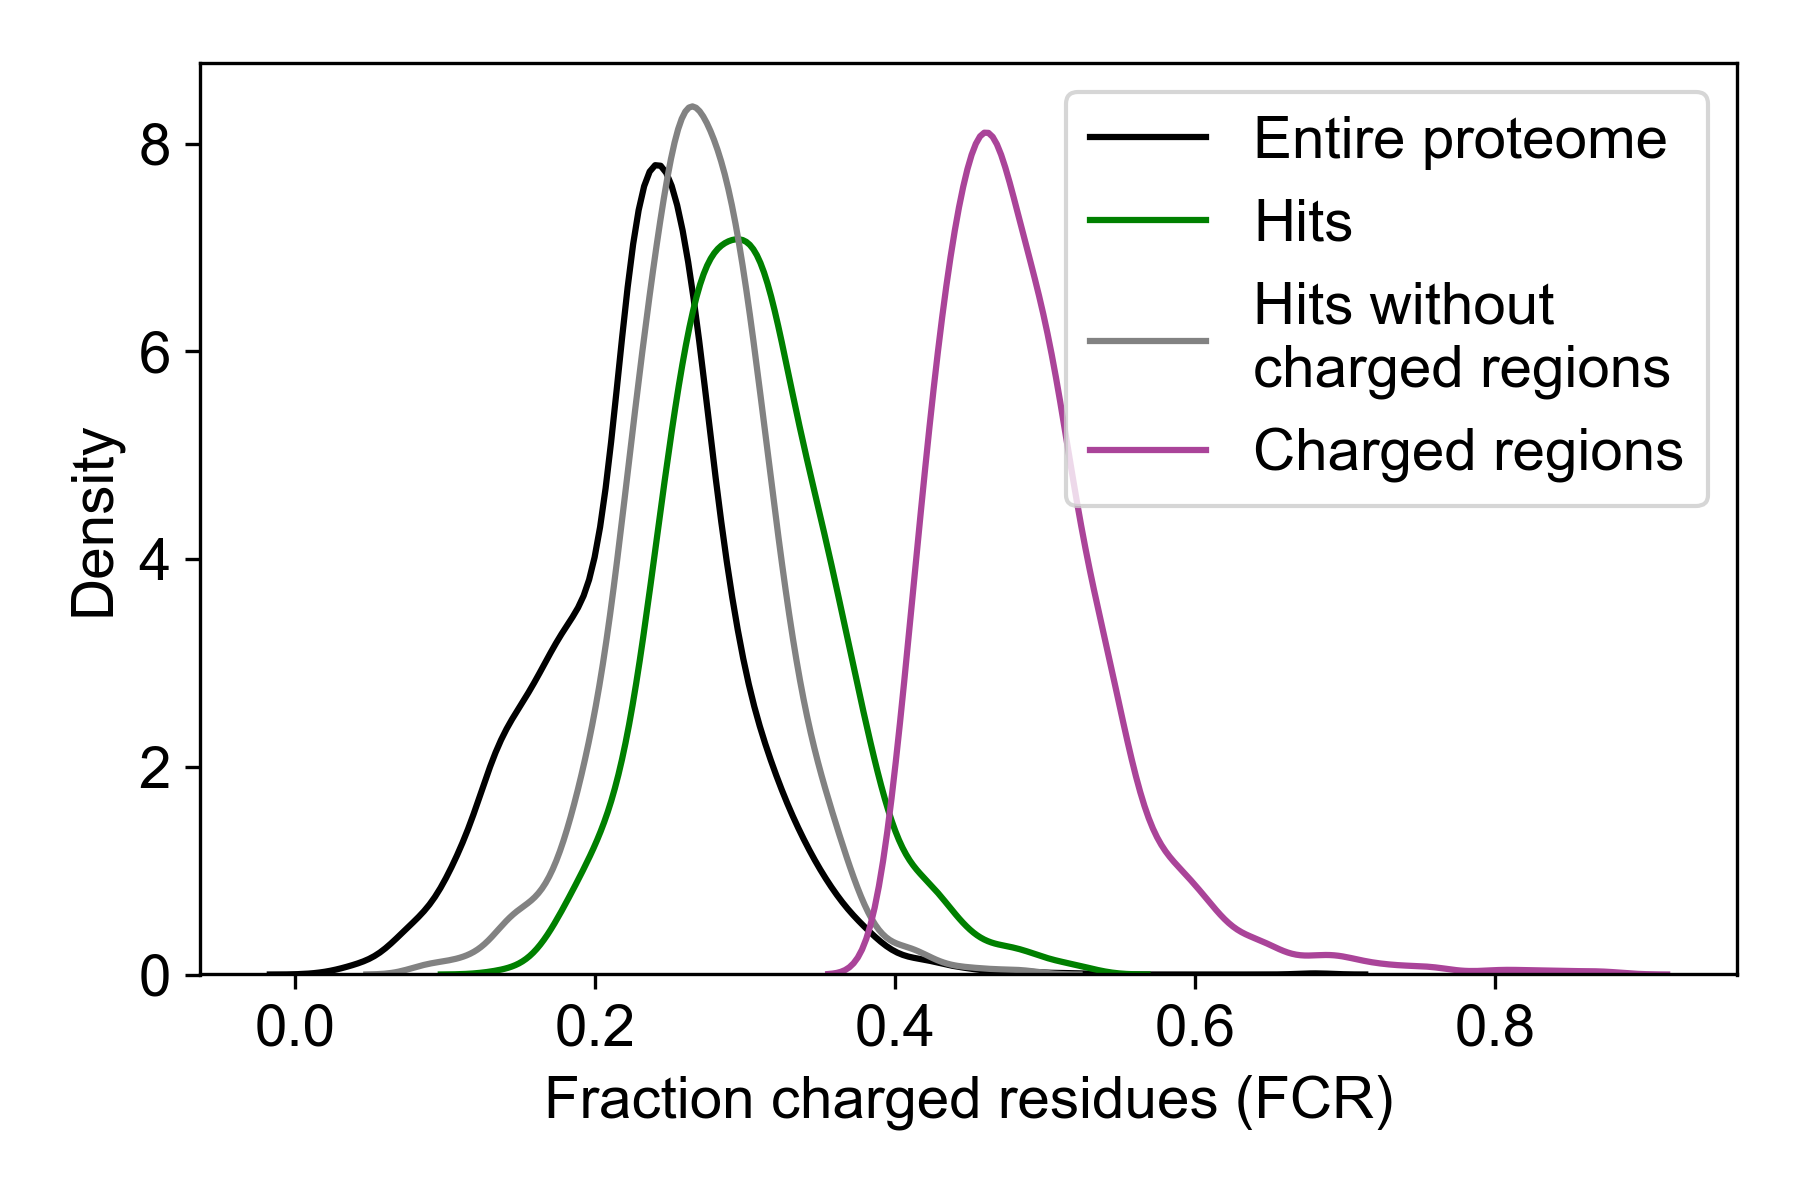 Entire proteome
Hits
Hits without
charged regions
Charged regions
Density
8
6
4
2
0
0.0 0.2 0.4 0.6 0.8
Fraction charged residues (FCR)